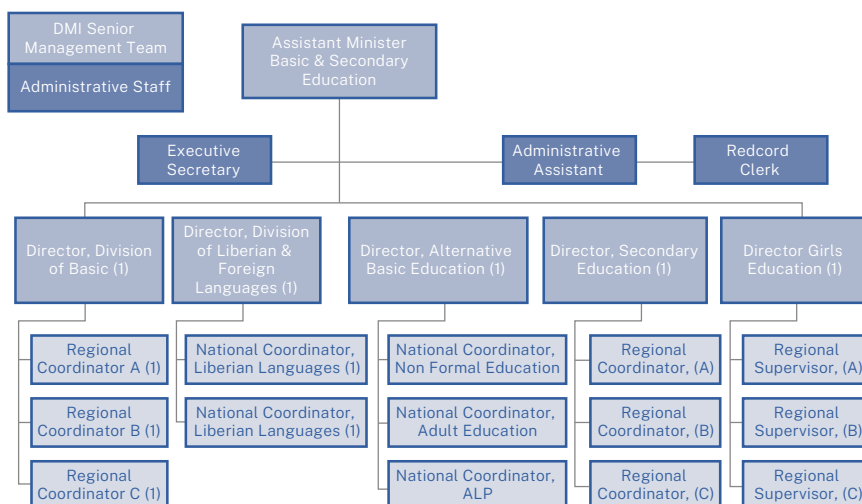 DMI Senior
Management Team
Administrative Staff
Assistant Minister
Basic & Secondary
Education
Executive
Secretary
Administrative
Assistant
Redcord
Clerk
Director, Division
of Basic (1)
Director, Division
of Liberian &
Foreign
Languages (1)
Director, Alternative
Basic Education (1)
Director, Secondary
Education (1)
Director Girls
Education (1)
Regional
Coordinator A (1)
Regional
Coordinator B (1)
Regional
Coordinator C (1)
National Coordinator,
Liberian Languages (1)
National Coordinator,
Liberian Languages (1)
National Coordinator,
Non Formal Education
National Coordinator,
Adult Education
National Coordinator,
ALP
Regional
Coordinator, (A)
Regional
Coordinator, (B)
Regional
Coordinator, (C)
Regional
Supervisor, (A)
Regional
Supervisor, (B)
Regional
Supervisor, (C)